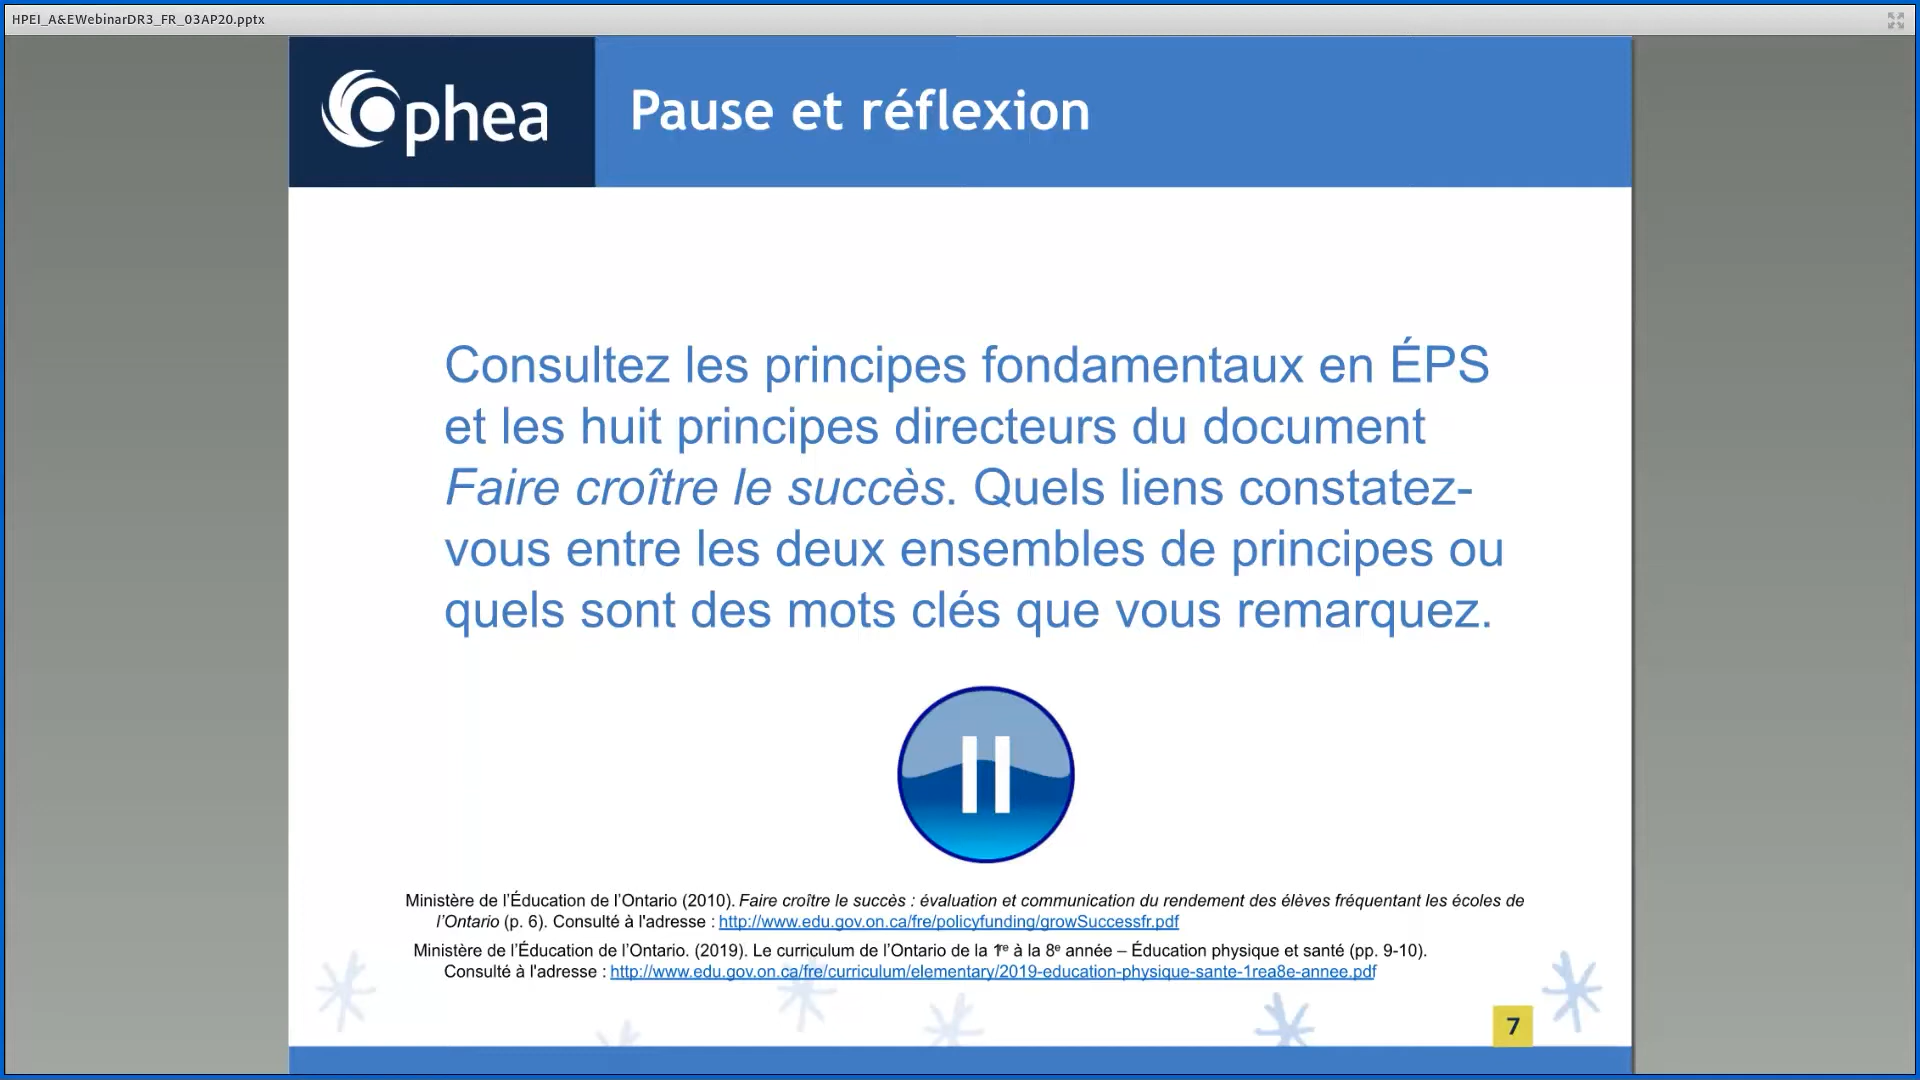 HPEI_A&EWebinarDR3_FR_03AP20.pptx
Ophea
Pause et réflexion
Consultez les principes fondamentaux en ÉPS
et les huit principes directeurs du document
Faire croître le succès. Quels liens constatez-
vous entre les deux ensembles de principes ou
quels sont des mots clés que vous remarquez.
Ministère de l’Éducation de l’Ontario (2010). Faire croître le succès : évaluation et communication du rendement des élèves fréquentant les écoles de
l’Ontario (p. 6). Consulté à l'adresse : http://www.edu.gov.on.ca/fre/policyfunding/growSuccessfr.pdf
Ministère de l’Éducation de l’Ontario. (2019). Le curriculum de l’Ontario de la 1re à la 8e année – Éducation physique et santé (pp. 9-10).
Consulté à l'adresse : http://www.edu.gov.on.ca/fre/curriculum/elementary/2019-education-physique-sante-1rea8e-annee.pdf
7